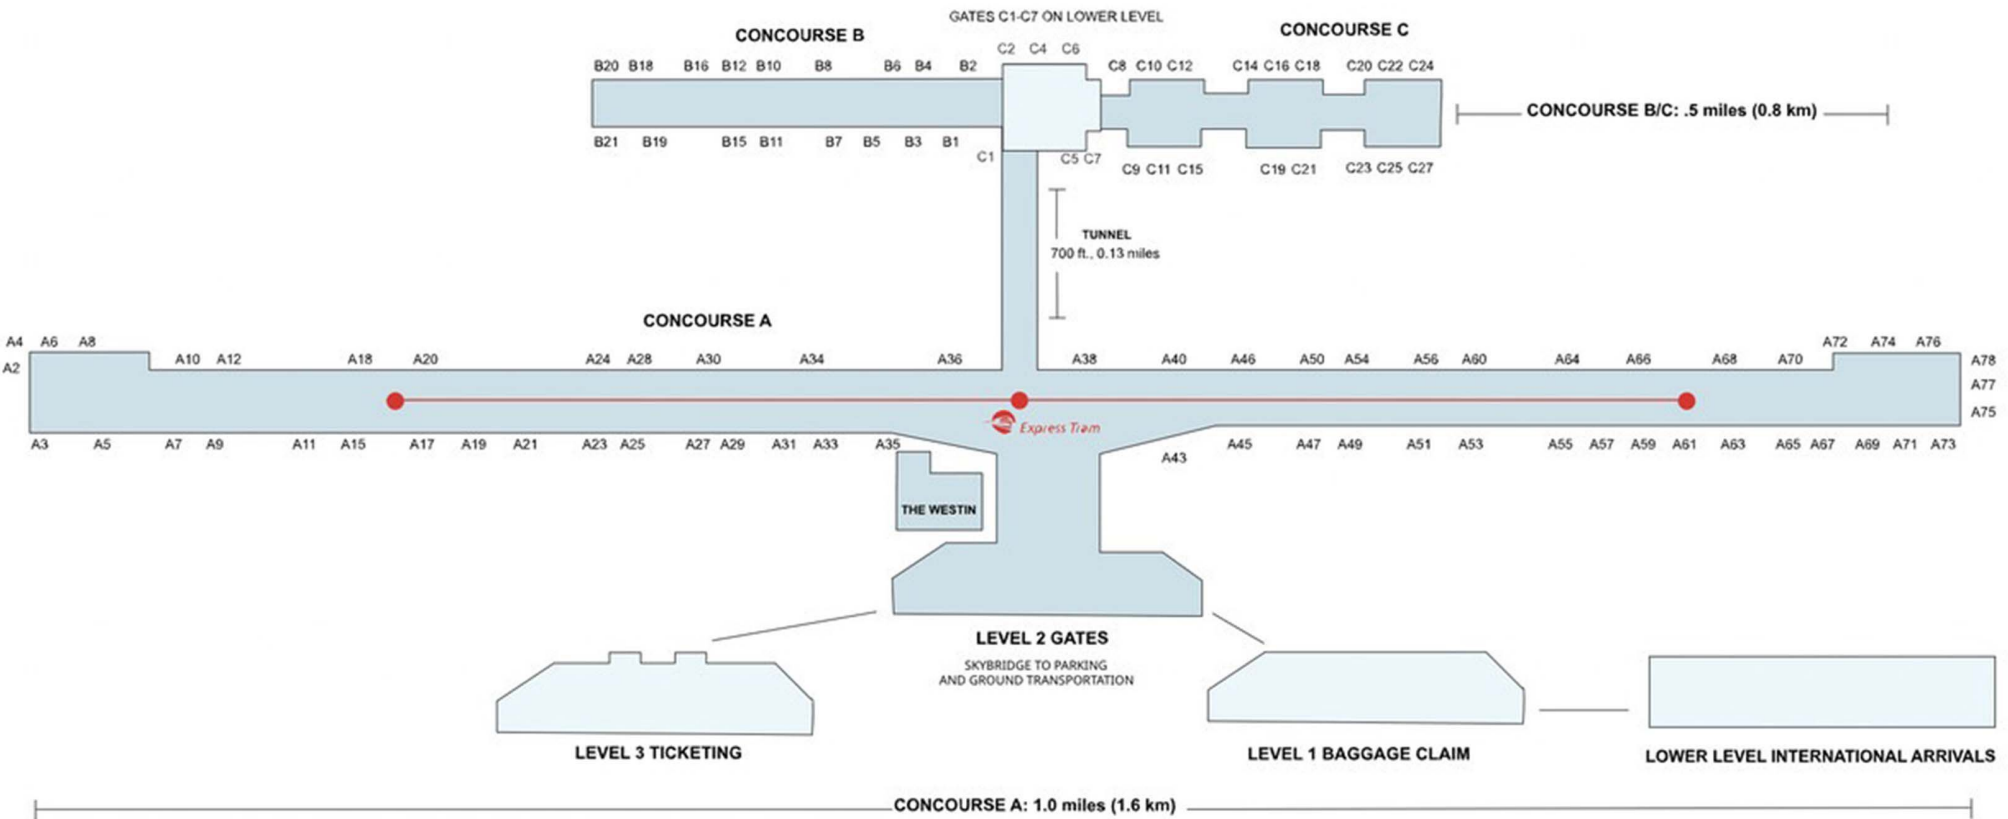 GATES C1-C7 ON LOWER LEVEL
CONCOURSE B
CONCOURSE C
C2 C4 C6
B20 B18 B16 B12 B10 B8 B6 B4 B2
C8 C10 C12 C14 C16 C18 C20 C22 C24
CONCOURSE B/C: .5 miles (0.8 km)
B21 B19 B15 B11 B7 B5 B3 B1
C1 C5 C7
C9 C11 C15 C19 C21 C23 C25 C27
TUNNEL
700 ft., 0.13 miles
CONCOURSE A
A4 A6 A8
A72 A74 A76
A2
A10 A12 A18 A20 A24 A28 A30 A34 A36 A38 A40 A46 A50 A54 A56 A60 A64 A66 A68 A70
A78
A77
A75
Express Tram
A3 A5 A7 A9 A11 A15 A17 A19 A21 A23 A25 A27 A29 A31 A33 A35
A43
A45 A47 A49 A51 A53 A55 A57 A59 A61 A63 A65 A67 A69 A71 A73
THE WESTIN
LEVEL 2 GATES
SKYBRIDGE TO PARKING
AND GROUND TRANSPORTATION
LEVEL 3 TICKETING
LEVEL 1 BAGGAGE CLAIM
LOWER LEVEL INTERNATIONAL ARRIVALS
CONCOURSE A: 1.0 miles (1.6 km)